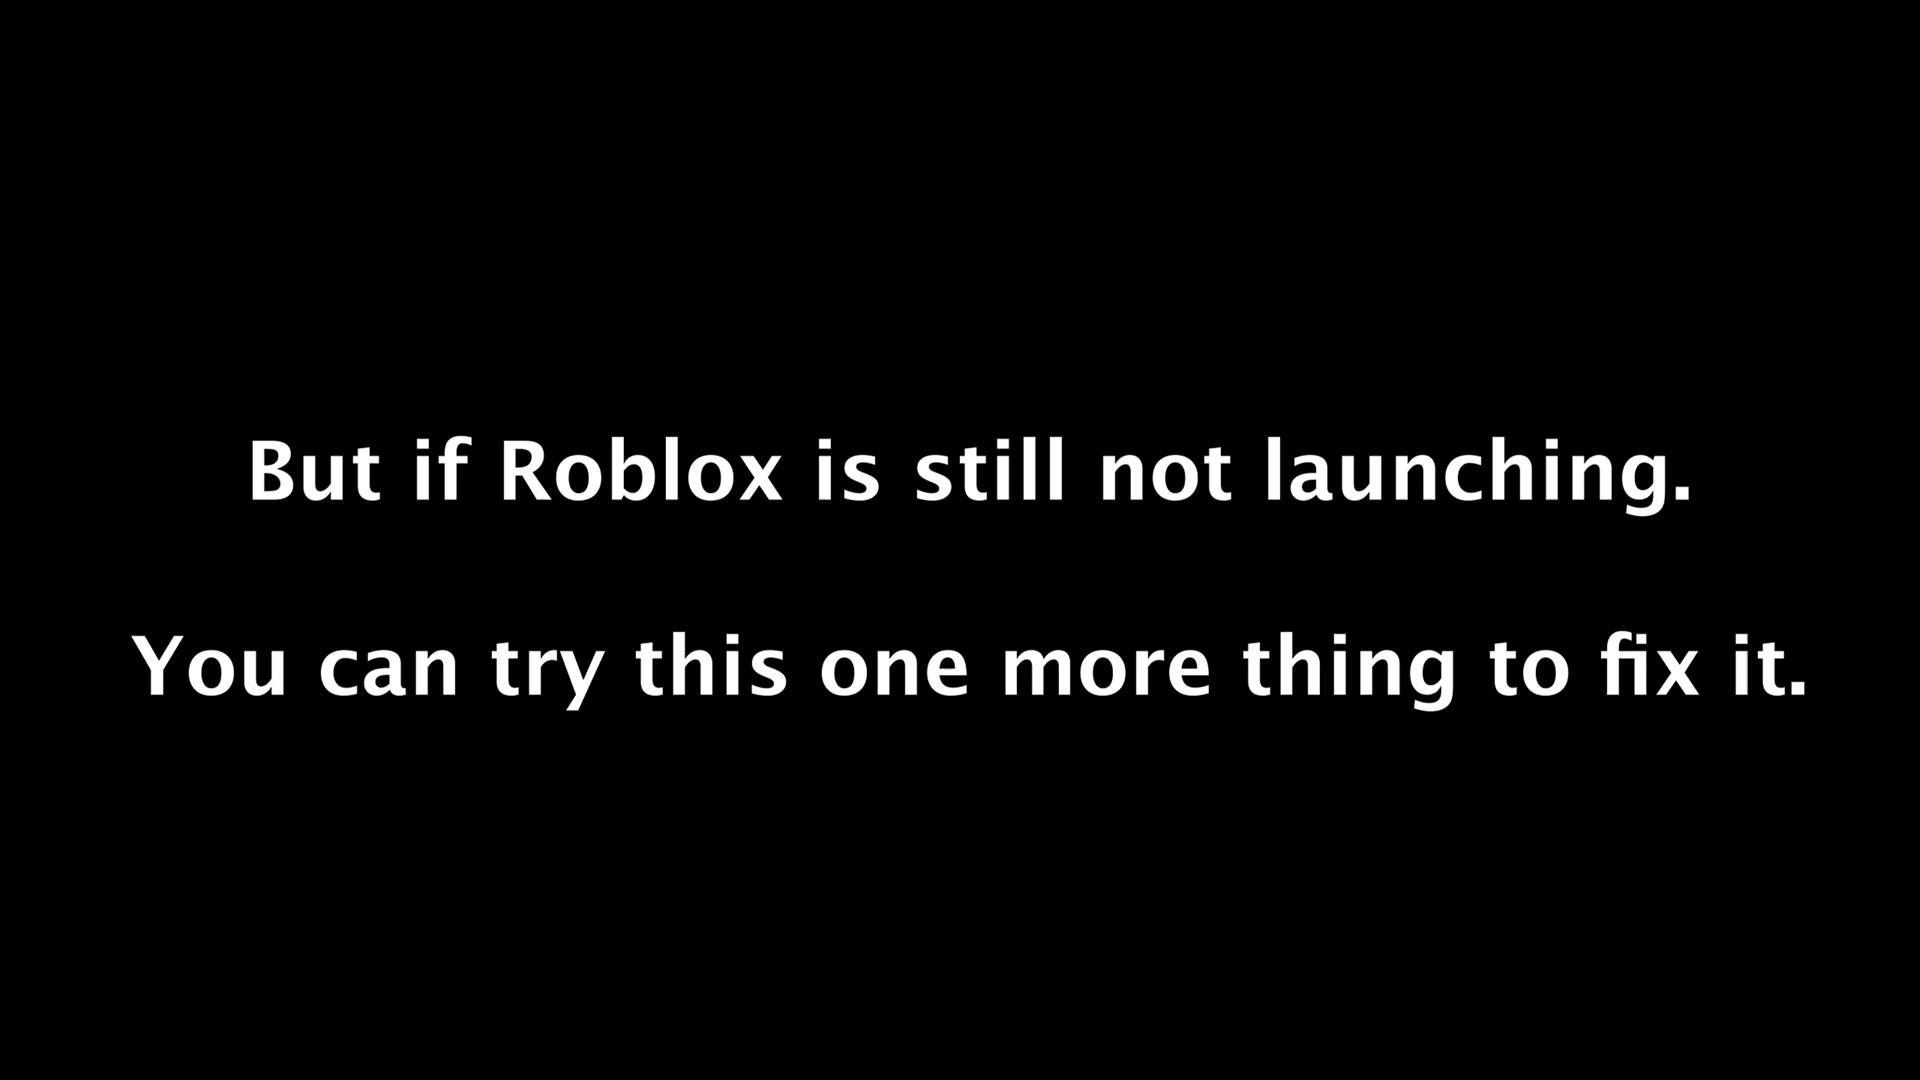 But if Roblox is still not launching.
You can try this one more thing to fix it.